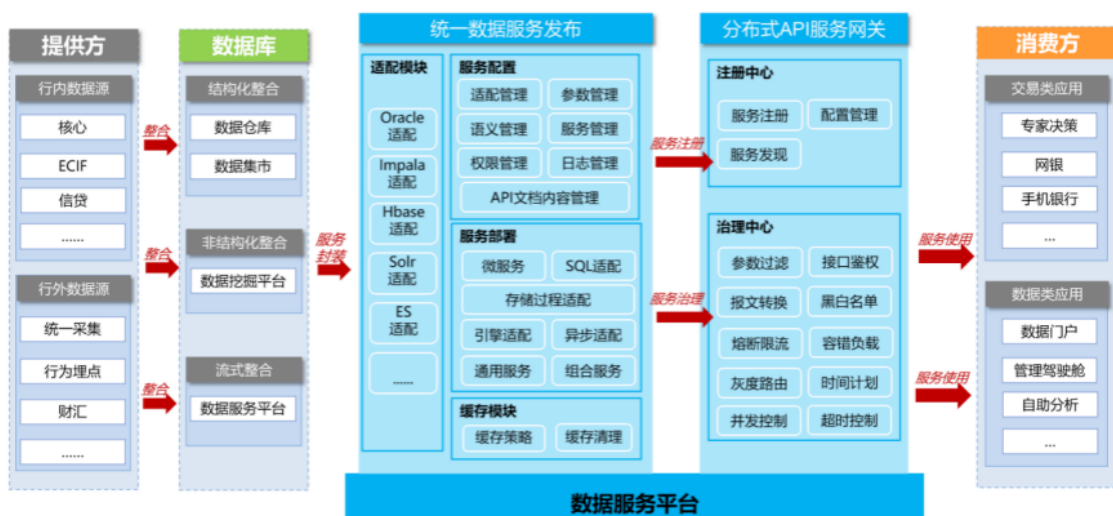 提供方
行内数据源
核心
ECIF
信贷
......
行外数据源
统一采集
行为埋点
财汇
......
整合
整合
整合
数据库
结构化整合
数据仓库
数据集市
非结构化整合
数据挖掘平台
流式整合
数据服务平台
服务
封装
统一数据服务发布
适配模块
Oracle
适配
Impala
适配
Hbase
适配
Solr
适配
ES
适配
......
服务配置
适配管理 参数管理
语义管理 服务管理
权限管理 日志管理
API文档内容管理
服务部署
微服务 SQL适配
存储过程适配
引擎适配 异步适配
通用服务 组合服务
缓存模块
缓存策略 缓存清理
服务注册
服务治理
分布式API服务网关
注册中心
服务注册 配置管理
服务发现
治理中心
参数过滤 接口鉴权
报文转换 黑白名单
熔断限流 容错负载
灰度路由 时间计划
并发控制 超时控制
数据服务平台
服务使用
服务使用
消费方
交易类应用
专家决策
网银
手机银行
...
数据类应用
数据门户
管理驾驶舱
自助分析
...